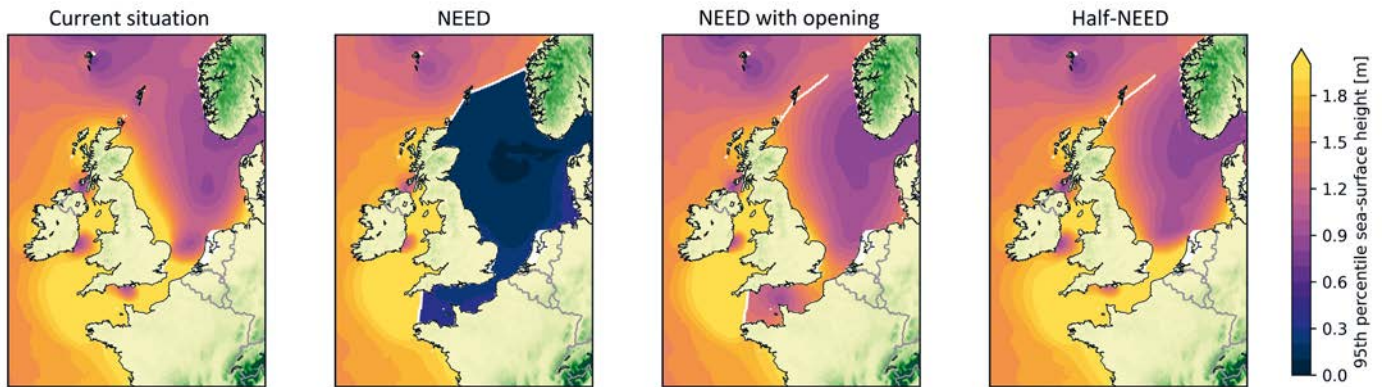 Current situation
NEED
NEED with opening
Half-NEED
1.8
1.5
1.2
0.9
0.6
0.3
0.0
95th percentile sea-surface height [m]